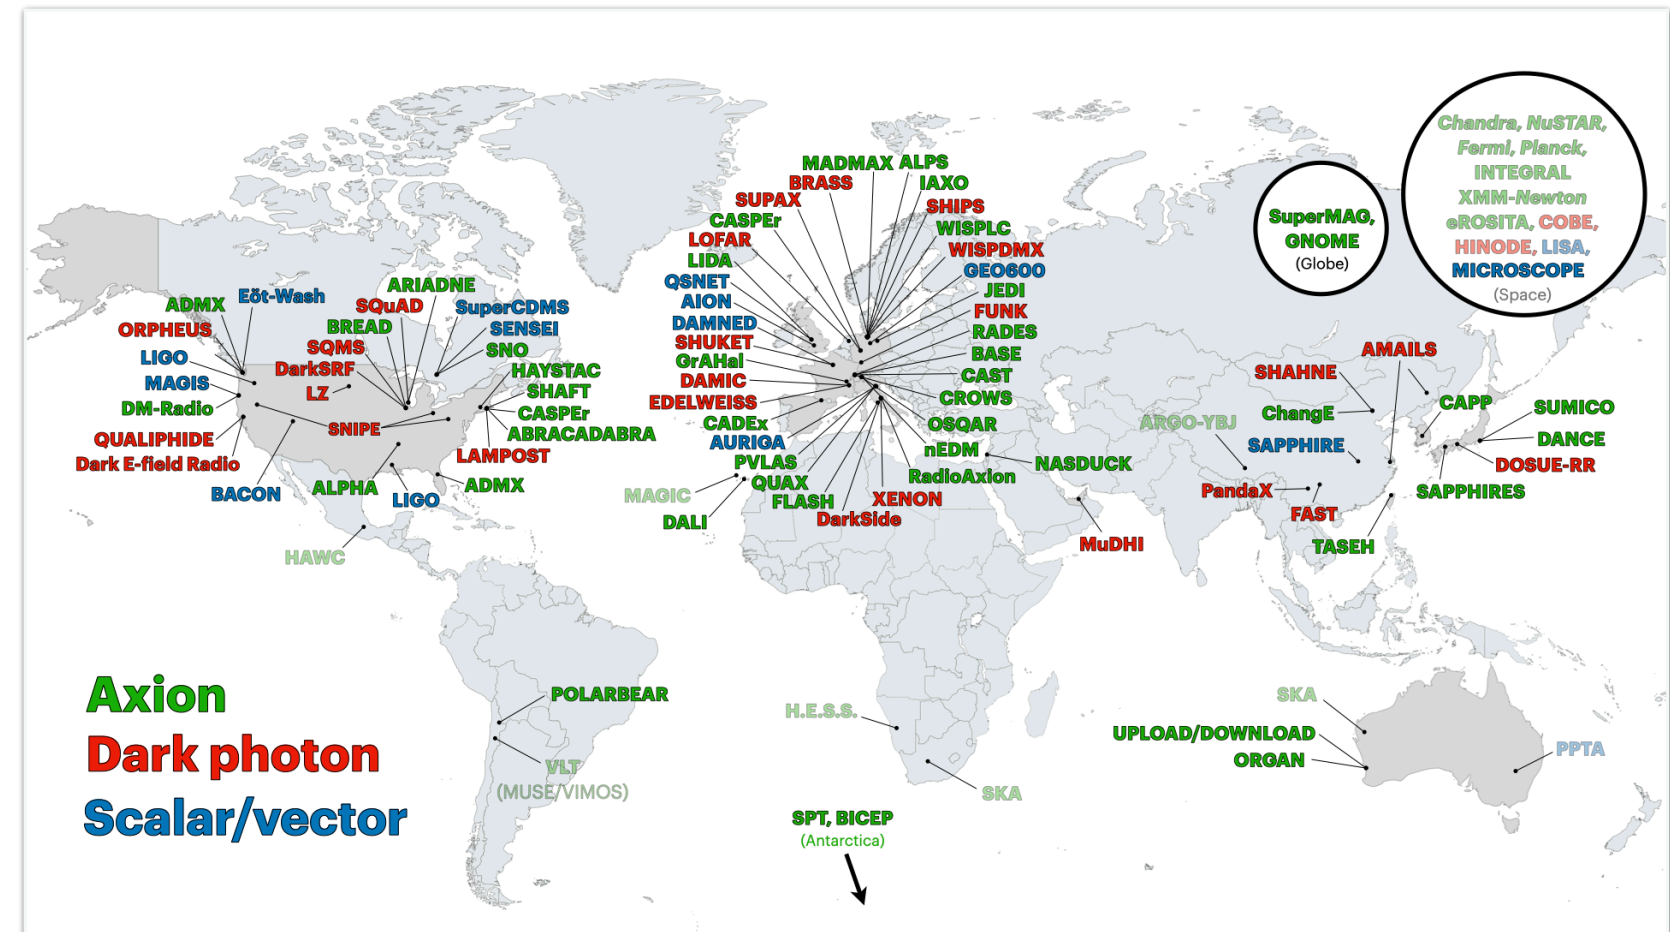 Chandra, NuSTAR,
Fermi, Planck,
INTEGRAL
XMM-Newton
eROSITA, COBE,
HINODE, LISA,
MICROSCOPE
(Space)
SuperMAG,
GNOME
(Globe)
ADMX
Eöt-Wash
ORPHEUS
LIGO
MAGIS
DM-Radio
QUALIPHIDE
Dark E-field Radio
BACON
ARIADNE
SQuAD
BREAD
SQMS
DarkSRF
LZ
SNIPE
SuperCDMS
SENSEI
SNO
HAYSTAC
SHAFT
CASPEr
ABRACADABRA
LAMPOST
ADMX
ALPHA
LIGO
HAWC
MADMAX
ALPS
BRASS
IAXO
SUPAX
SHIPS
CASPEr
WISPLC
LOFAR
WISPDMX
LIDA
GEO600
QSNET
JEDI
AION
FUNK
DAMNED
RADES
SHUKET
BASE
GrAHal
CAST
DAMIC
CROWS
EDELWEISS
OSQAR
CADEx
nEDM
AURIGA
RadioAxion
PVLAS
QUAX
FLASH
XENON
DarkSide
NASDUCK
MAGIC
DALI
MuDHI
AMAILS
SHAHNE
ChangE
CAPP
SUMICO
ARGO-YBJ
SAPPHIRE
DANCE
DOSUE-RR
PandaX
SAPPHIRES
FAST
TASEH
POLARBEAR
VLT
(MUSE/VIMOS)
H.E.S.S.
SKA
SKA
UPLOAD/DOWNLOAD
ORGAN
PPTA
SPT, BICEP
(Antarctica)
Axion
Dark photon
Scalar/vector